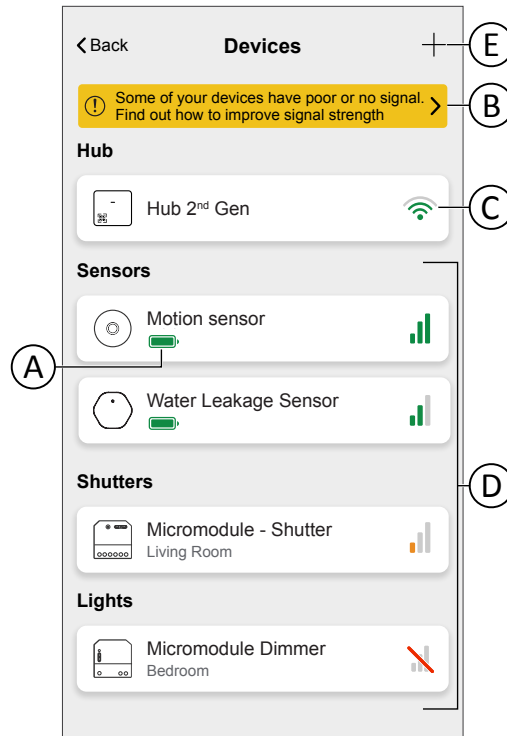 Back
Devices
E
Some of your devices have poor or no signal.
Find out how to improve signal strength
B
Hub
Hub 2nd Gen
C
Sensors
Motion sensor
A
Water Leakage Sensor
Shutters
D
Micromodule - Shutter
Living Room
Lights
Micromodule Dimmer
Bedroom